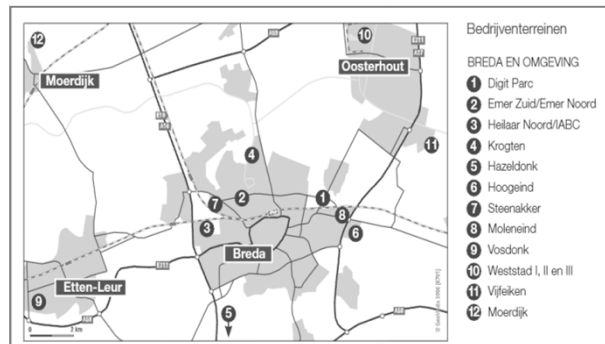 12
Moerdijk
10
Oosterhout
11
4
7
2
1
8
3
6
Breda
Etten-Leur
9
5
0 2 km
Bedrijventerreinen
BREDA EN OMGEVING
1 Digit Parc
2 Emer Zuid/Emer Noord
3 Heilaar Noord/IABC
4 Krogten
5 Hazeldonk
6 Hoogeind
7 Steenakker
8 Moleneind
9 Vosdonk
10 Weststad I, II en III
11 Vijfeiken
12 Moerdijk